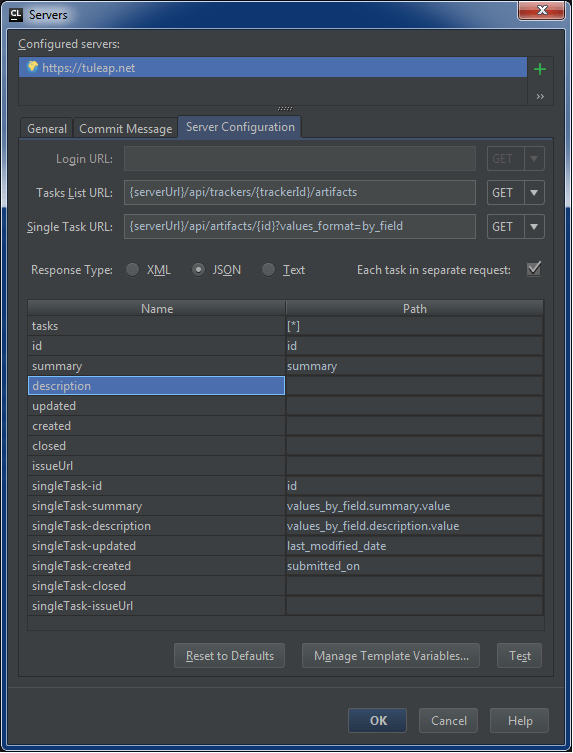 CL Servers
Configured servers:
https://tuleap.net
+
»
General Commit Message Server Configuration
Login URL: GET
Tasks List URL: {serverUrl}/api/trackers/{trackerId}/artifacts GET
Single Task URL: {serverUrl}/api/artifacts/{id}?values_format=by_field GET
Response Type: XML JSON Text Each task in separate request:
Name Path
tasks [*]
id id
summary summary
description
updated
created
closed
issueUrl
singleTask-id id
singleTask-summary values_by_field.summary.value
singleTask-description values_by_field.description.value
singleTask-updated last_modified_date
singleTask-created submitted_on
singleTask-closed
singleTask-issueUrl
Reset to Defaults Manage Template Variables... Test
OK Cancel Help